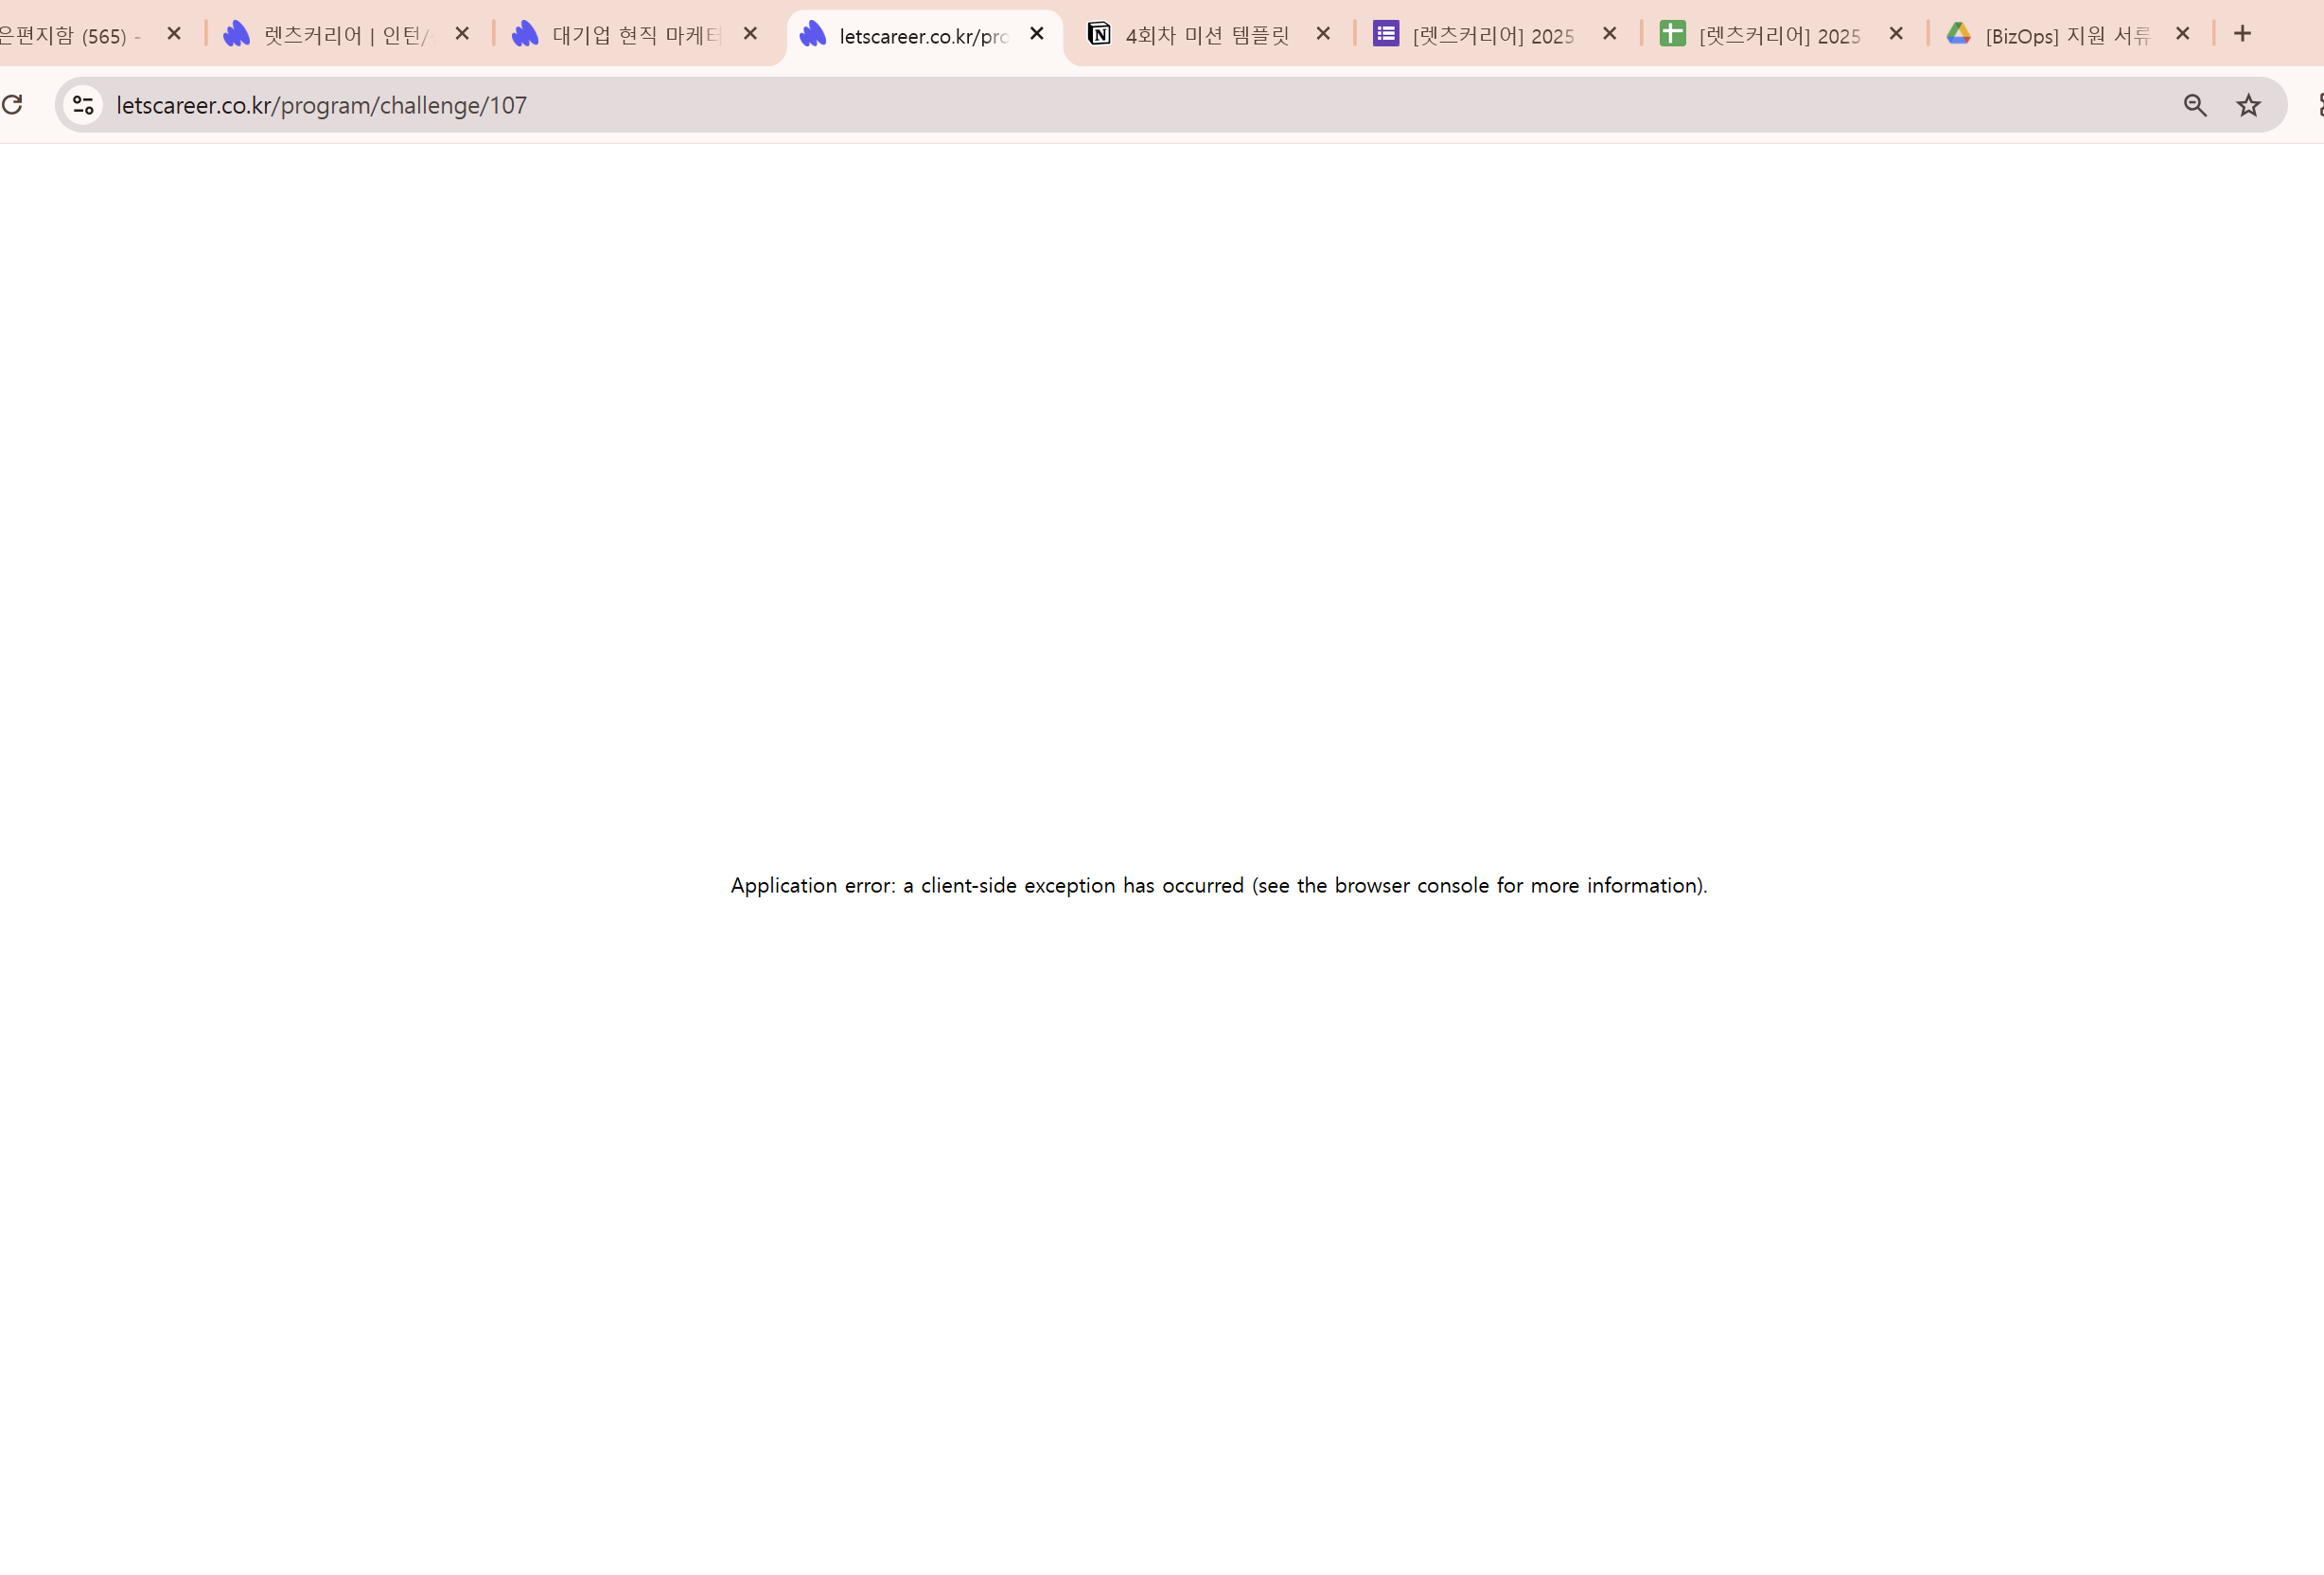 은편지함 (565) -
렛츠커리어 | 인턴/
대기업 현직 마케터
letscareer.co.kr/pro
4회차 미션 템플릿
[렛츠커리어] 2025
[렛츠커리어] 2025
[BizOps] 지원 서류
letscareer.co.kr/program/challenge/107
Application error: a client-side exception has occurred (see the browser console for more information).